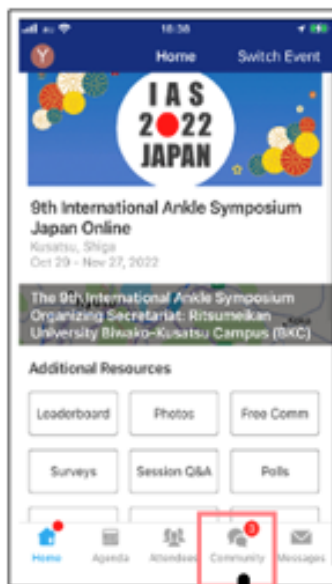 18:38
Y
Home
Switch Event
IAS
2022
JAPAN
9th International Ankle Symposium
Japan Online
Kusatsu, Shiga
Oct 29 - Nov 27, 2022
The 9th International Ankle Symposium
Organizing Secretariat: Ritsumeikan
University Biwako-Kusatsu Campus (BKC)
Additional Resources
Leaderboard
Photos
Free Comm
Surveys
Session Q&A
Polls
3
Home
Agenda
Attendees
Community
Messages